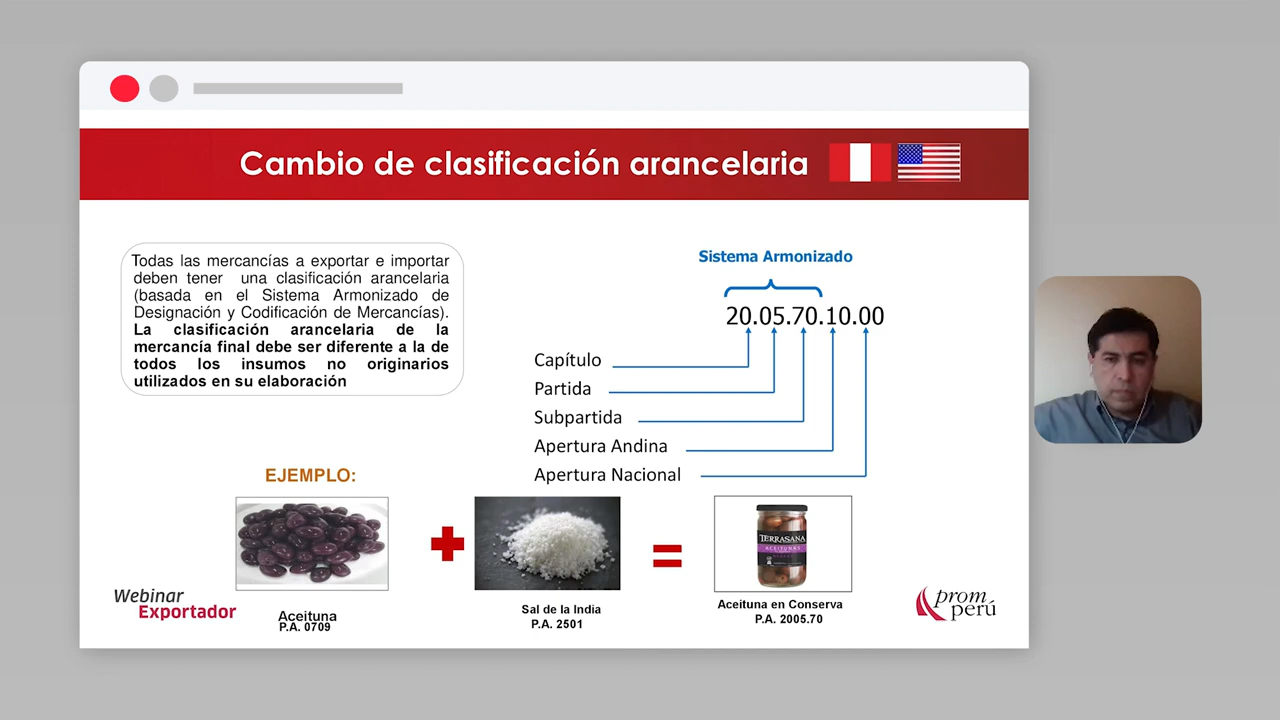 Cambio de clasificación arancelaria
Todas las mercancías a exportar e importar
deben tener una clasificación arancelaria
(basada en el Sistema Armonizado de
Designación y Codificación de Mercancías).
La clasificación arancelaria de la
mercancía final debe ser diferente a la de
todos los insumos no originarios
utilizados en su elaboración
Sistema Armonizado
20.05.70.10.00
Capítulo
Partida
Subpartida
Apertura Andina
Apertura Nacional
EJEMPLO:
TERRASANA
ACEITUNAS
Aceituna
P.A. 0709
Sal de la India
P.A. 2501
Aceituna en Conserva
P.A. 2005.70
Webinar
Exportador
prom
perú